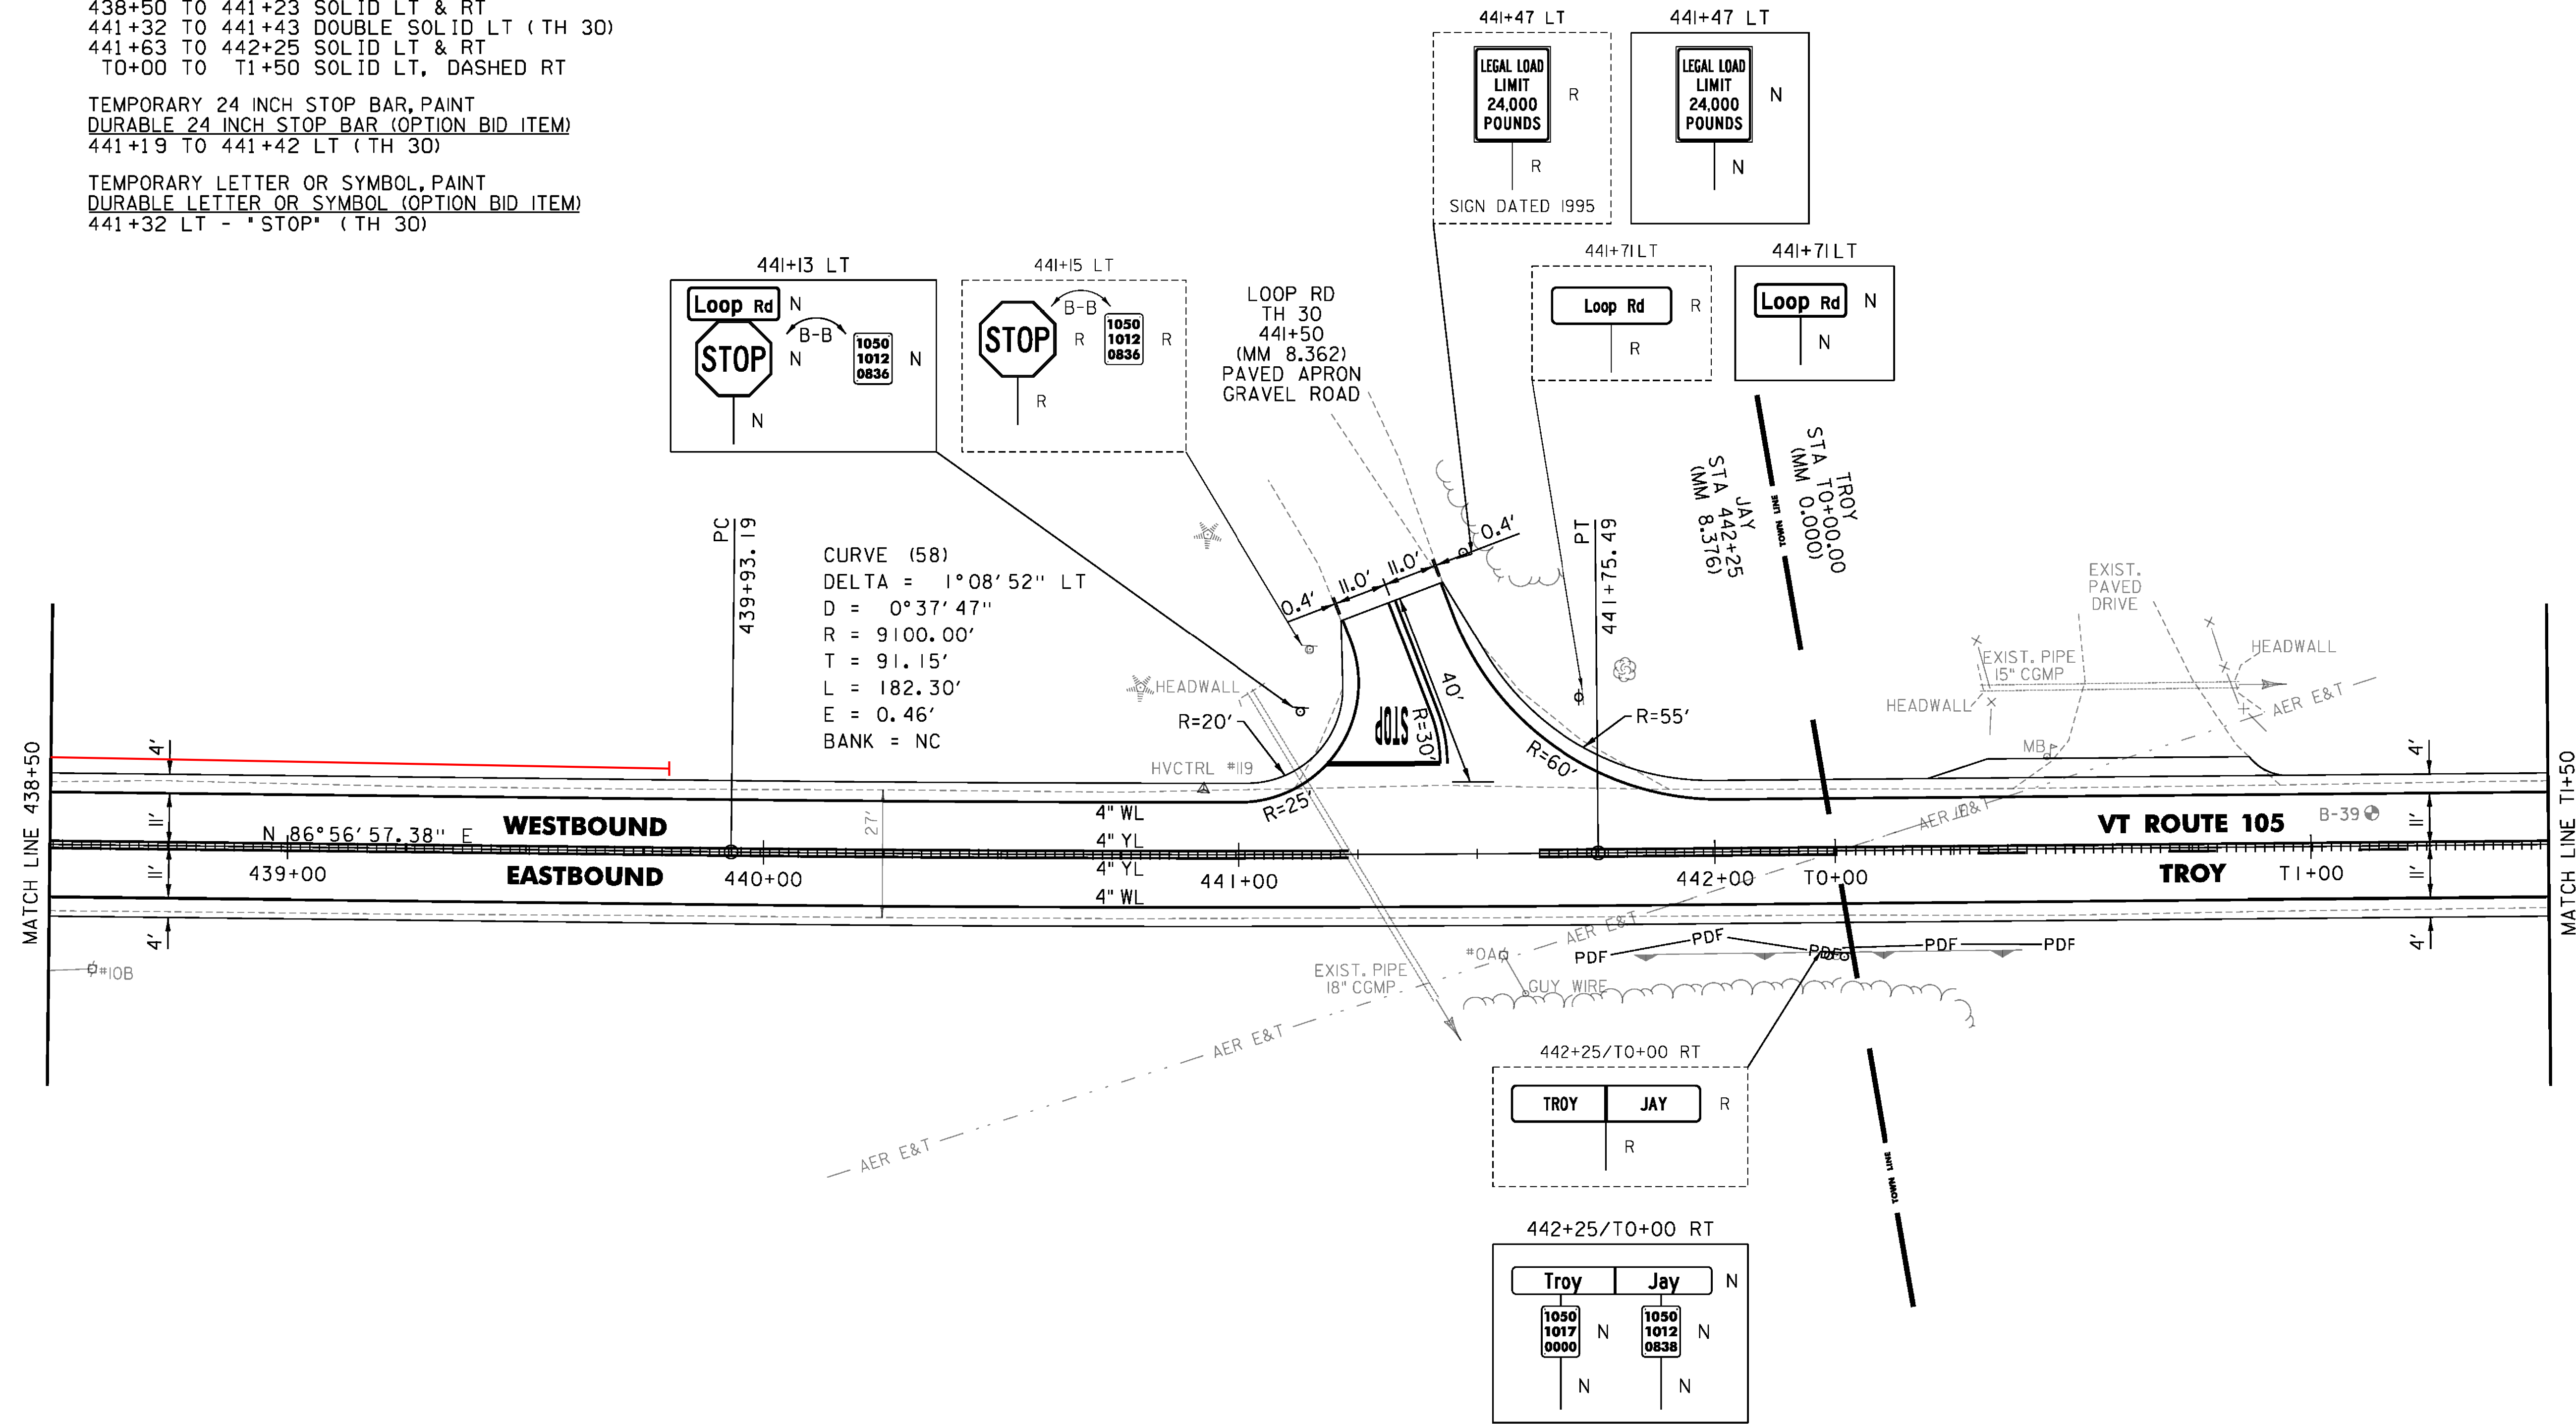 438+50 TO 441+23 SOLID LT & RT
441+32 TO 441+43 DOUBLE SOLID LT (TH 30)
441+63 TO 442+25 SOLID LT & RT
T0+00 TO T1+50 SOLID LT, DASHED RT
TEMPORARY 24 INCH STOP BAR, PAINT
DURABLE 24 INCH STOP BAR (OPTION BID ITEM)
441+19 TO 441+42 LT (TH 30)
TEMPORARY LETTER OR SYMBOL, PAINT
DURABLE LETTER OR SYMBOL (OPTION BID ITEM)
441+32 LT - "STOP" (TH 30)
441+13 LT
Loop Rd N
STOP N
B-B
1050
1012
0836
N
N
441+15 LT
STOP R
B-B
1050
1012
0836
R
R
LOOP RD
TH 30
441+50
(MM 8.362)
PAVED APRON
GRAVEL ROAD
441+47 LT
LEGAL LOAD
LIMIT
24,000
POUNDS
R
R
SIGN DATED 1995
441+47 LT
LEGAL LOAD
LIMIT
24,000
POUNDS
N
N
441+71 LT
Loop Rd R
R
441+71 LT
Loop Rd N
N
TROY
STA T0+00.00
(MM 0.000)
JAY
STA 442+25
(MM 8.376)
TOWN LINE
PC
439+93.19
CURVE (58)
DELTA = 1°08'52" LT
D = 0°37'47"
R = 9100.00'
T = 91.15'
L = 182.30'
E = 0.46'
BANK = NC
0.4'
11.0'
11.0'
0.4'
PT
441+75.49
EXIST.
PAVED
DRIVE
HEADWALL
EXIST. PIPE
15" CGMP
HEADWALL
AER E&T
HEADWALL
R=20'
STOP
R=30'
40'
R=55'
R=60'
MB
HVCTRL #119
R=25'
MATCH LINE 438+50
4'
11'
11'
4'
N 86°56'57.38" E
WESTBOUND
EASTBOUND
27'
4" WL
4" YL
4" YL
4" WL
439+00
440+00
441+00
442+00
T0+00
T1+00
AER E&T
VT ROUTE 105
TROY
B-39
4'
11'
11'
4'
MATCH LINE T1+50
#10B
EXIST. PIPE
18" CGMP
#0A
GUY WIRE
AER E&T
PDF
PDF
PDF
PDF
PDF
AER E&T
AER E&T
442+25/T0+00 RT
TROY JAY R
R
TOWN LINE
442+25/T0+00 RT
Troy Jay N
1050
1017
0000
N
1050
1012
0838
N
N
N